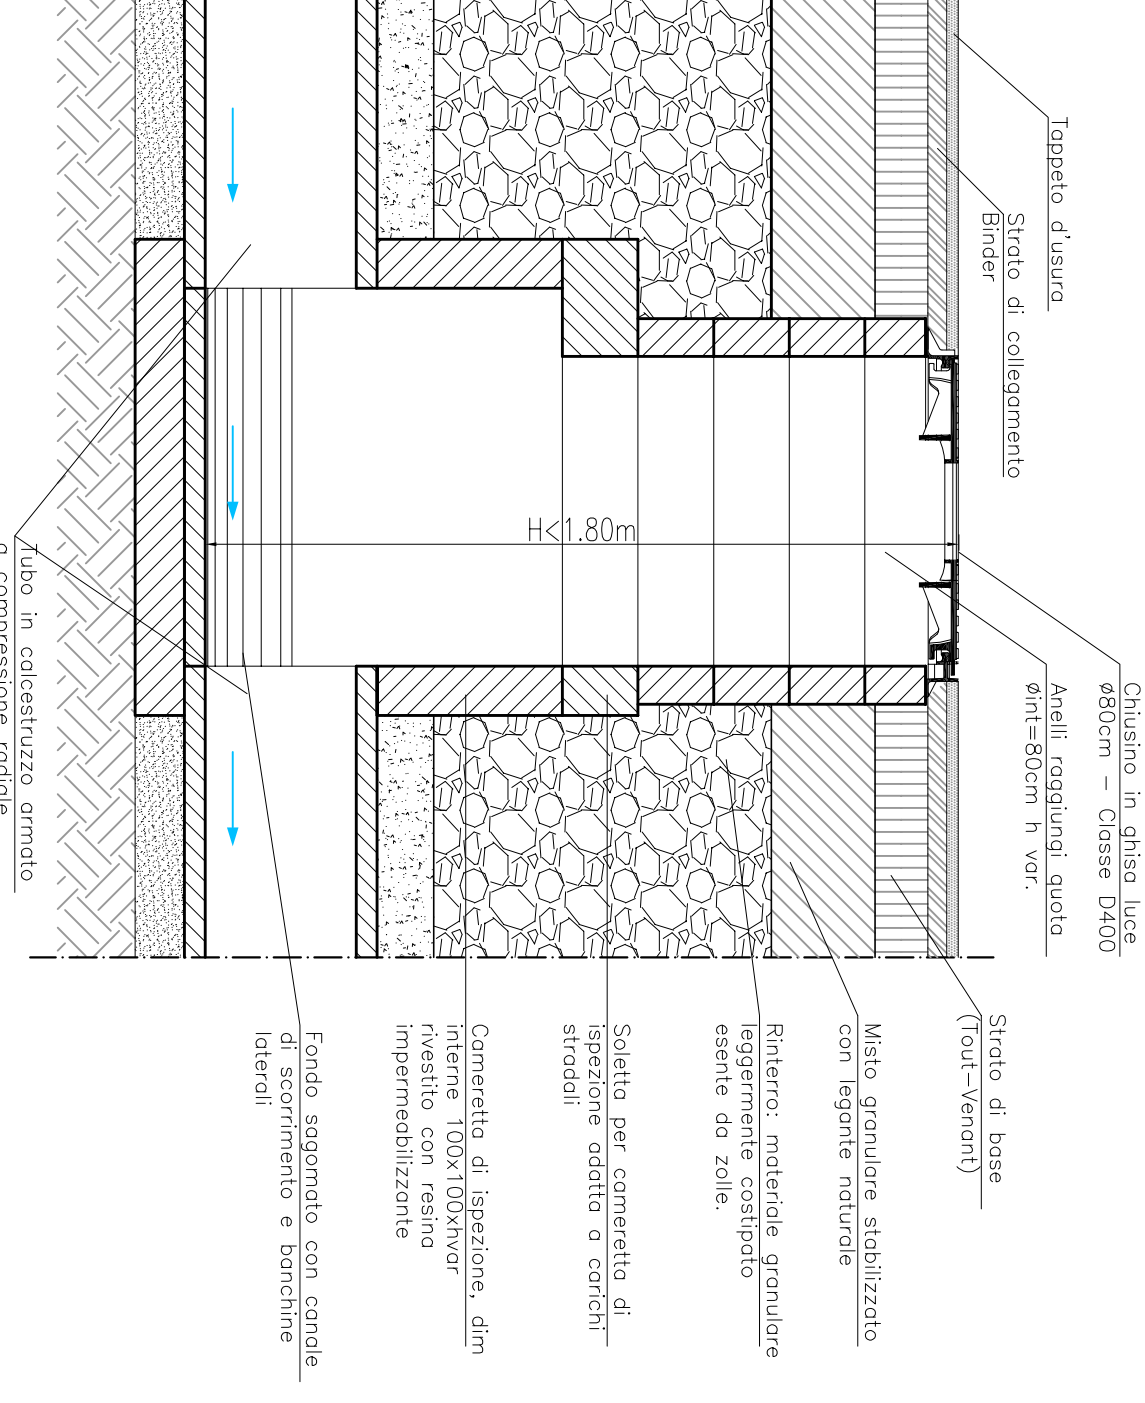 Tappeto d'usura
Strato di collegamento
Binder
Chiusino in ghisa luce
ø80cm – Classe D400
Anelli raggiungi quota
øint=80cm h var.
H<1.80m
Strato di base
(Tout–Venant)
Misto granulare stabilizzato
con legante naturale
Rinterro: materiale granulare
leggermente costipato
esente da zolle.
Soletta per cameretta di
ispezione adatta a carichi
stradali
Cameretta di ispezione, dim
interne 100x100xhvar
rivestito con resina
impermeabilizzante
Fondo sagomato con canale
di scorrimento e banchine
laterali
Tubo in calcestruzzo armato
a compressione radiale